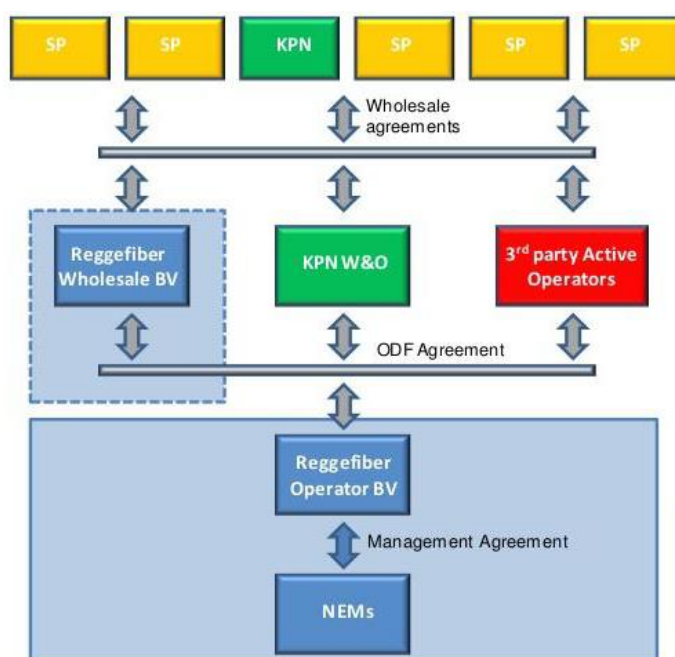 SP
SP
KPN
SP
SP
SP
Wholesale
agreements
Reggefiber
Wholesale BV
KPN W&O
3rd party Active
Operators
ODF Agreement
Reggefiber
Operator BV
Management Agreement
NEMs